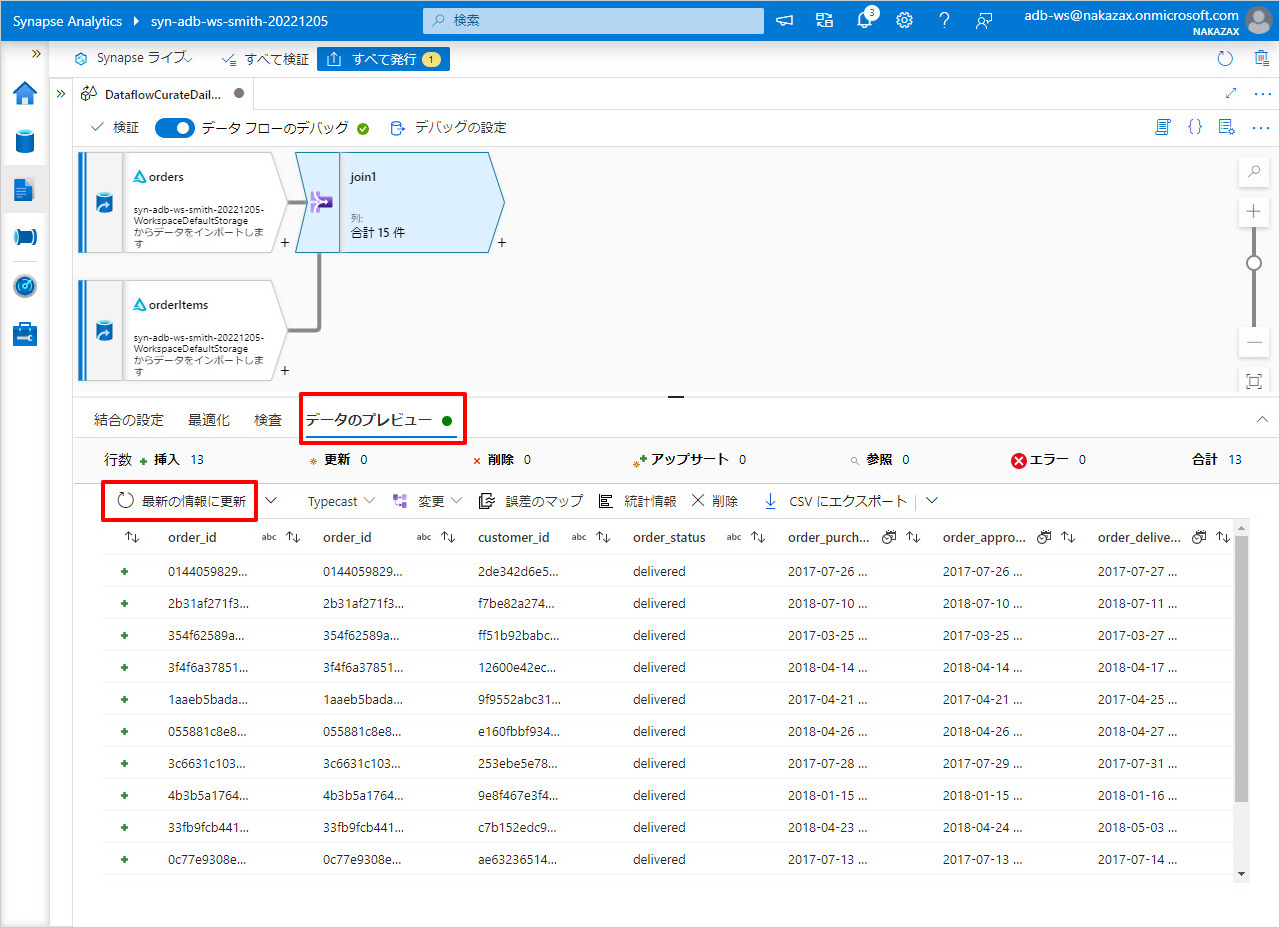 Synapse Analytics
syn-adb-ws-smith-20221205
検索
3
adb-ws@nakazax.onmicrosoft.com
NAKAZAX
Synapse ライブ
すべて検証
すべて発行
1
DataflowCurateDail...
検証
データ フローのデバッグ
デバッグの設定
orders
syn-adb-ws-smith-20221205-
WorkspaceDefaultStorage
からデータをインポートしま
す
+
join1
列:
合計 15 件
+
orderItems
syn-adb-ws-smith-20221205-
WorkspaceDefaultStorage
からデータをインポートしま
す
+
結合の設定 最適化 検査 データのプレビュー
行数 挿入 13 更新 0 削除 0 アップサート 0 参照 0 エラー 0 合計 13
最新の情報に更新 Typecast 変更 誤差のマップ 統計情報 削除 CSV にエクスポート
order_id abc order_id abc customer_id abc order_status abc order_purch... order_appro... order_delive...
0144059829... 0144059829... 2de342d6e5... delivered 2017-07-26 ... 2017-07-26 ... 2017-07-27 ...
2b31af271f3... 2b31af271f3... f7be82a274... delivered 2018-07-10 ... 2018-07-10 ... 2018-07-11 ...
354f62589a... 354f62589a... ff51b92babc... delivered 2017-03-25 ... 2017-03-25 ... 2017-03-27 ...
3f4f6a37851... 3f4f6a37851... 12600e42ec... delivered 2018-04-14 ... 2018-04-14 ... 2018-04-17 ...
1aaeb5bada... 1aaeb5bada... 9f9552abc31... delivered 2017-04-21 ... 2017-04-21 ... 2017-04-25 ...
055881c8e8... 055881c8e8... e160fbbf934... delivered 2018-04-26 ... 2018-04-26 ... 2018-04-27 ...
3c6631c103... 3c6631c103... 253ebe5e78... delivered 2017-07-28 ... 2017-07-29 ... 2017-07-31 ...
4b3b5a1764... 4b3b5a1764... 9e8f467e3f4... delivered 2018-01-15 ... 2018-01-15 ... 2018-01-16 ...
33fb9fcb441... 33fb9fcb441... c7b152edc9... delivered 2018-04-23 ... 2018-04-24 ... 2018-05-03 ...
0c77e9308e... 0c77e9308e... ae63236514... delivered 2017-07-13 ... 2017-07-13 ... 2017-07-14 ...